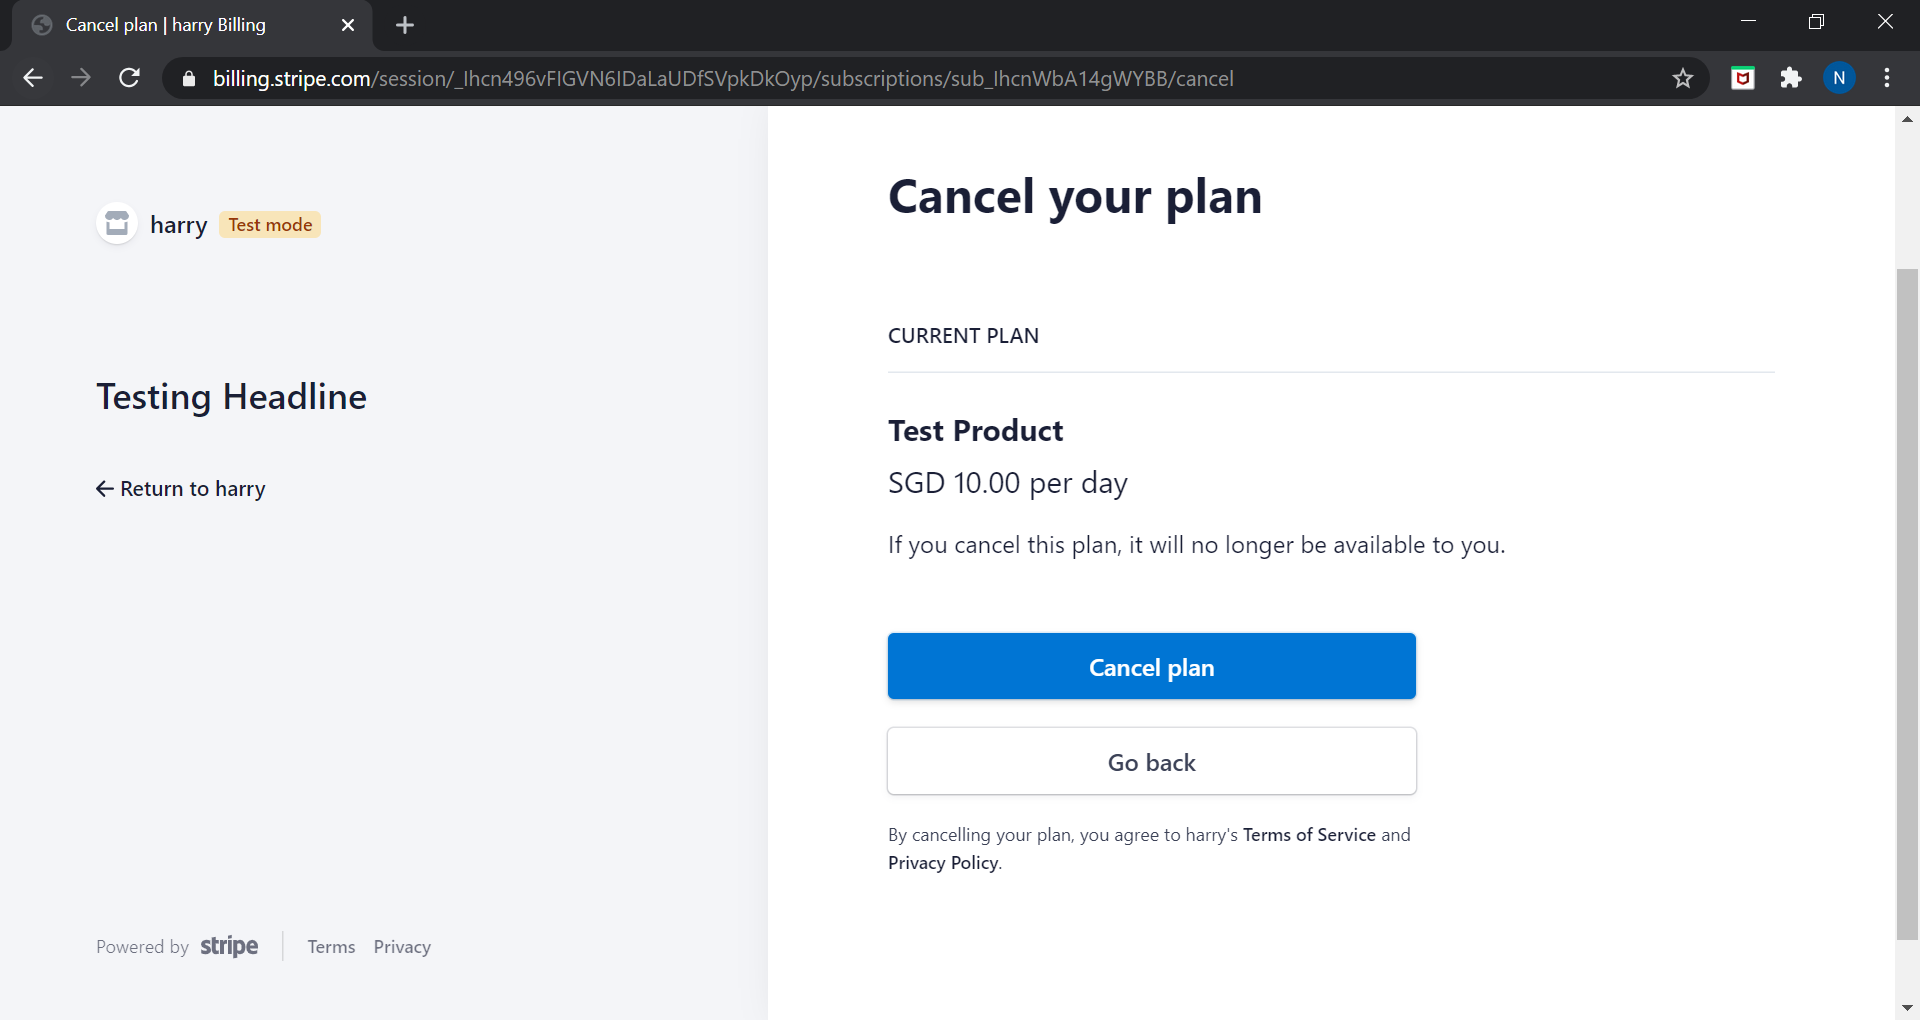 Cancel plan | harry Billing
billing.stripe.com/session/_Ihcn496vFIGVN6IDaLaUDfSVpkDkOyp/subscriptions/sub_IhcnWbA14gWYBB/cancel
N
harry Test mode
Testing Headline
← Return to harry
Powered by stripe Terms Privacy
Cancel your plan
CURRENT PLAN
Test Product
SGD 10.00 per day
If you cancel this plan, it will no longer be available to you.
Cancel plan
Go back
By cancelling your plan, you agree to harry's Terms of Service and
Privacy Policy.